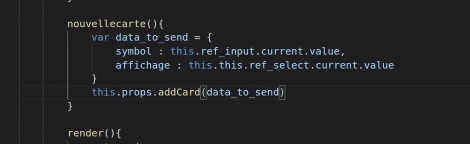 nouvellecarte(){
var data_to_send = {
symbol : this.ref_input.current.value,
affichage : this.this.ref_select.current.value
}
this.props.addCard(data_to_send)
}
render(){